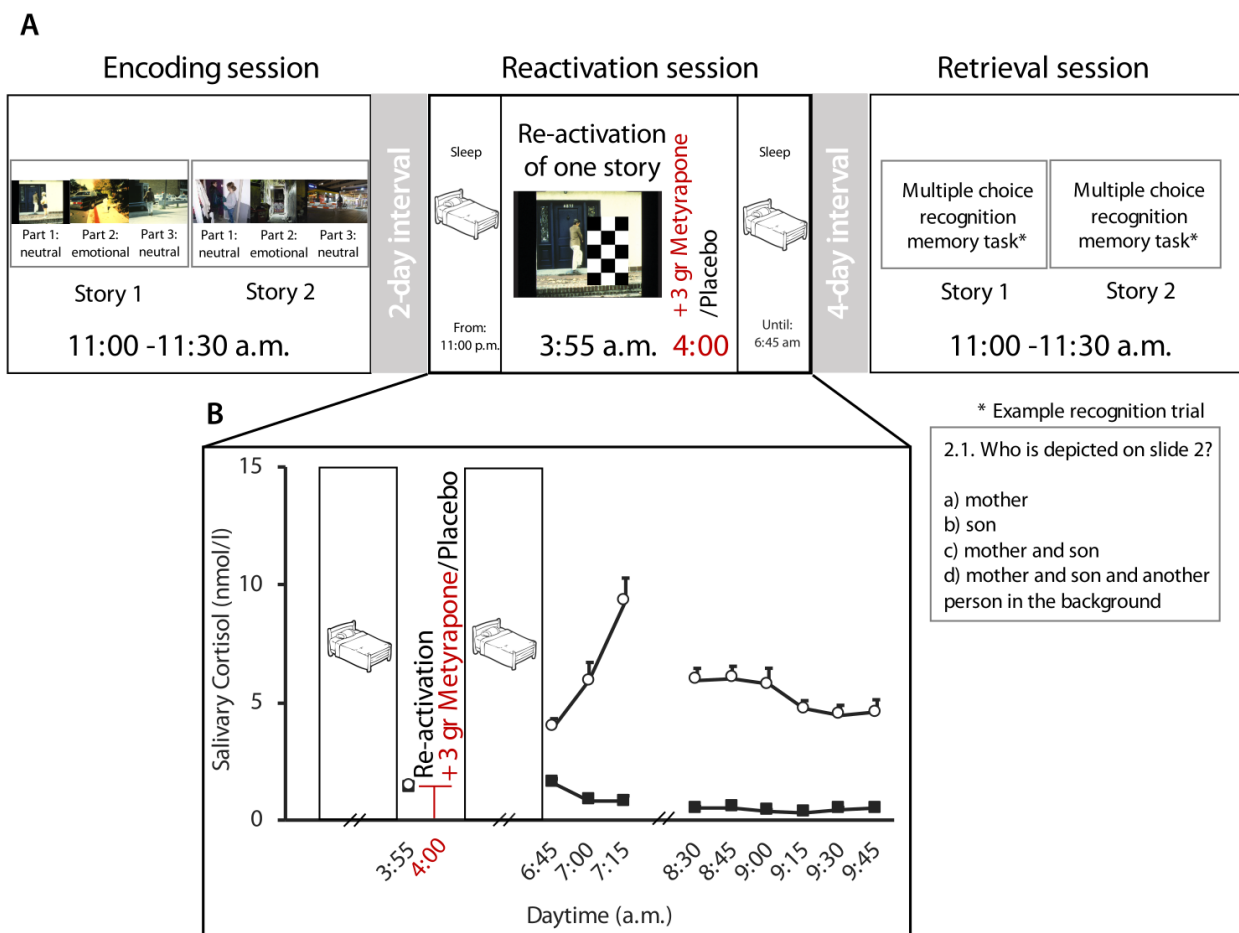 A
Encoding session
Reactivation session
Retrieval session
Part 1:
neutral
Part 2:
emotional
Part 3:
neutral
Part 1:
neutral
Part 2:
emotional
Part 3:
neutral
Story 1
Story 2
11:00 -11:30 a.m.
2-day interval
Sleep
From:
11:00 p.m.
Re-activation
of one story
3:55 a.m.
+3 gr Metyrapone
/Placebo
4:00
Sleep
Until:
6:45 am
4-day interval
Multiple choice
recognition
memory task*
Multiple choice
recognition
memory task*
Story 1
Story 2
11:00 -11:30 a.m.
* Example recognition trial
2.1. Who is depicted on slide 2?
a) mother
b) son
c) mother and son
d) mother and son and another
person in the background
B
Salivary Cortisol (nmol/l)
15
10
5
0
Re-activation
+3 gr Metyrapone/Placebo
3:55
4:00
6:45
7:00
7:15
8:30
8:45
9:00
9:15
9:30
9:45
Daytime (a.m.)